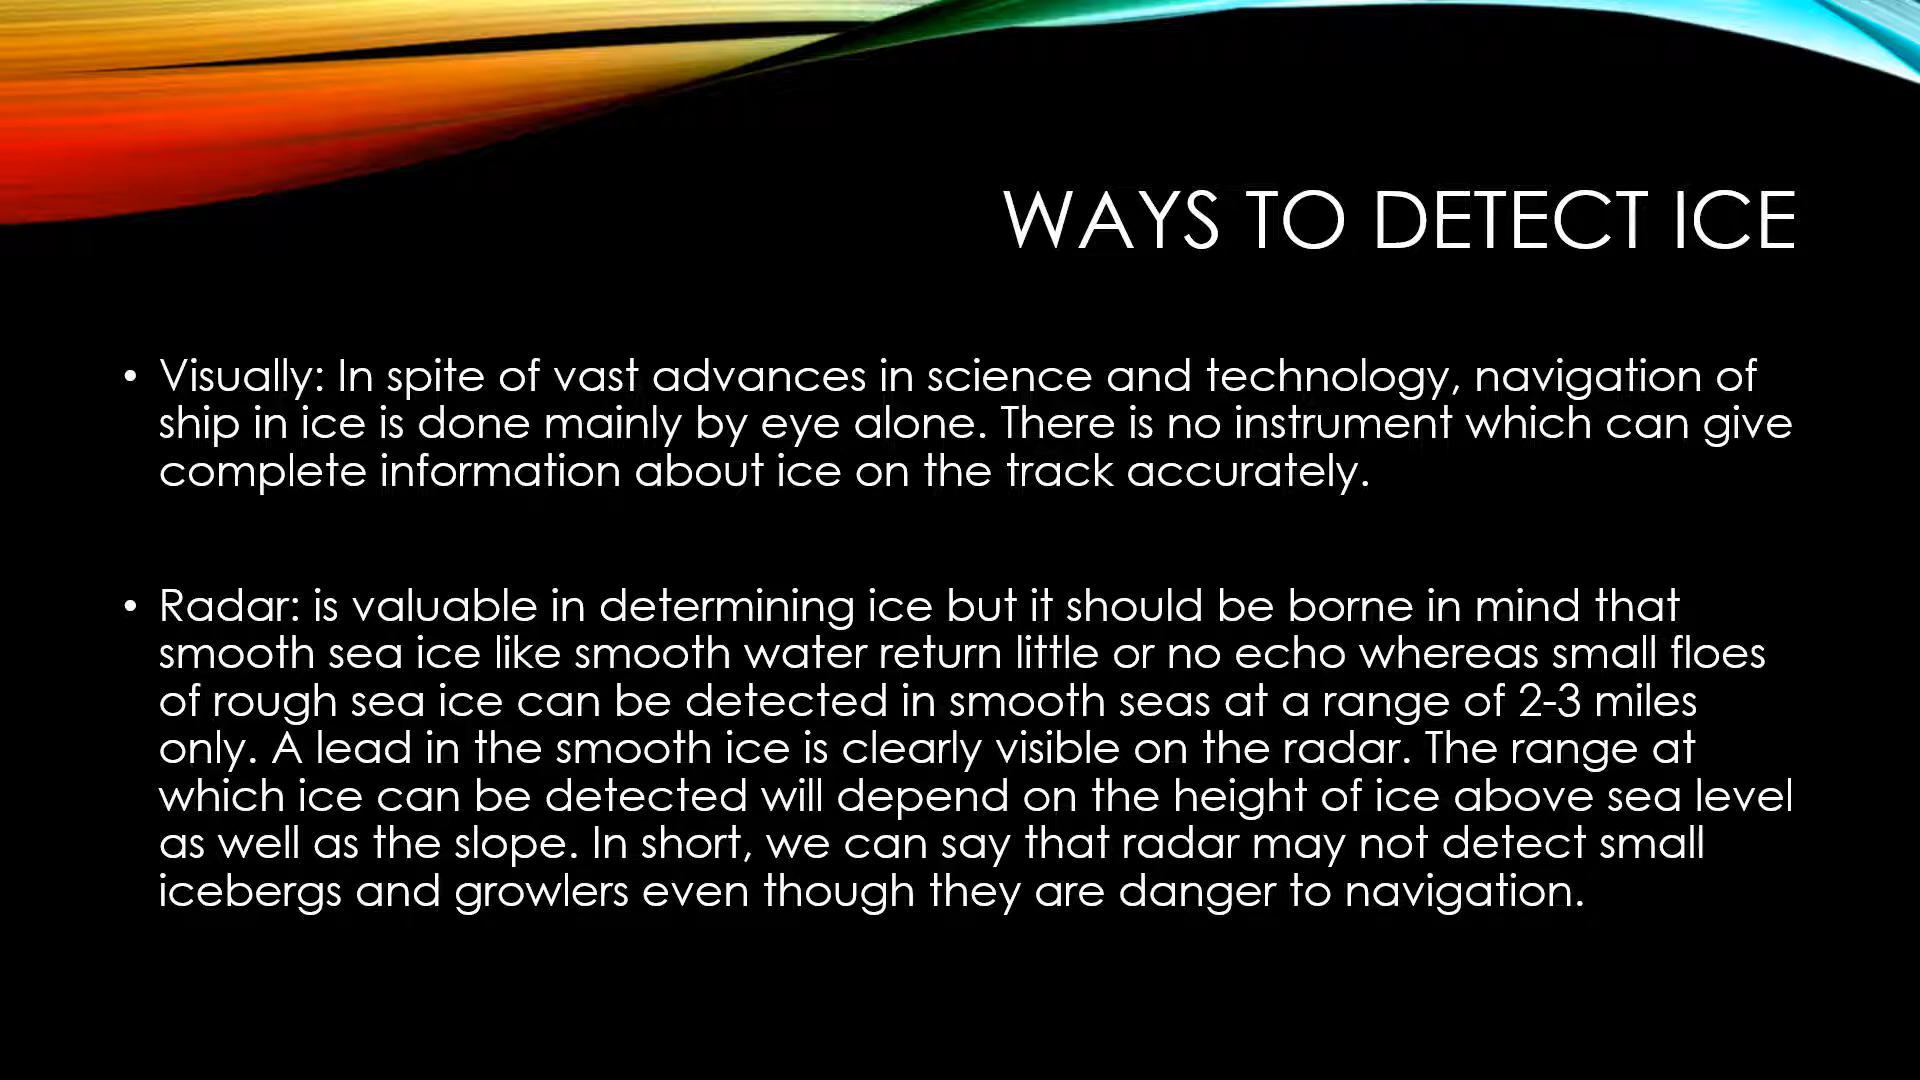 WAYS TO DETECT ICE
• Visually: In spite of vast advances in science and technology, navigation of
ship in ice is done mainly by eye alone. There is no instrument which can give
complete information about ice on the track accurately.
• Radar: is valuable in determining ice but it should be borne in mind that
smooth sea ice like smooth water return little or no echo whereas small floes
of rough sea ice can be detected in smooth seas at a range of 2-3 miles
only. A lead in the smooth ice is clearly visible on the radar. The range at
which ice can be detected will depend on the height of ice above sea level
as well as the slope. In short, we can say that radar may not detect small
icebergs and growlers even though they are danger to navigation.